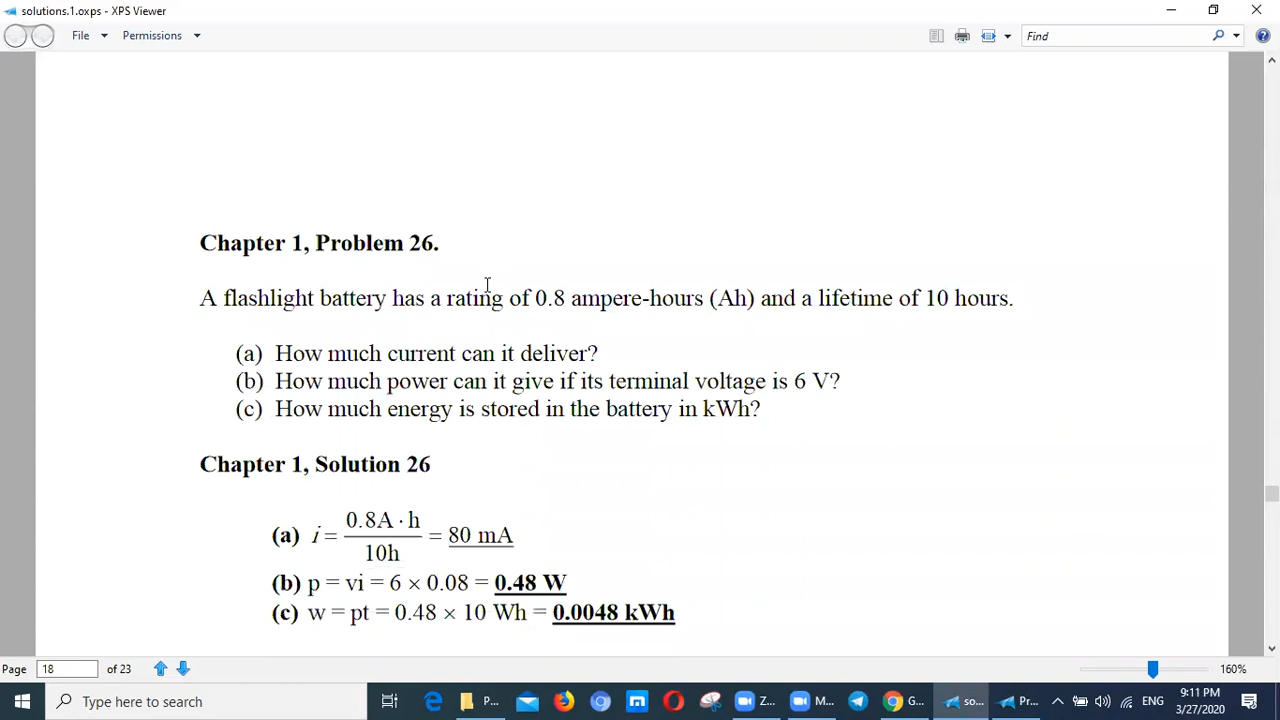 solutions.1.oxps - XPS Viewer
File Permissions Find
Chapter 1, Problem 26.
A flashlight battery has a rating of 0.8 ampere-hours (Ah) and a lifetime of 10 hours.
(a) How much current can it deliver?
(b) How much power can it give if its terminal voltage is 6 V?
(c) How much energy is stored in the battery in kWh?
Chapter 1, Solution 26
(a) i = 0.8A · h / 10h = 80 mA
(b) p = vi = 6 × 0.08 = 0.48 W
(c) w = pt = 0.48 × 10 Wh = 0.0048 kWh
Page 18 of 23 160%
Type here to search P... Z... M... G... so... Pr... ENG 9:11 PM
3/27/2020